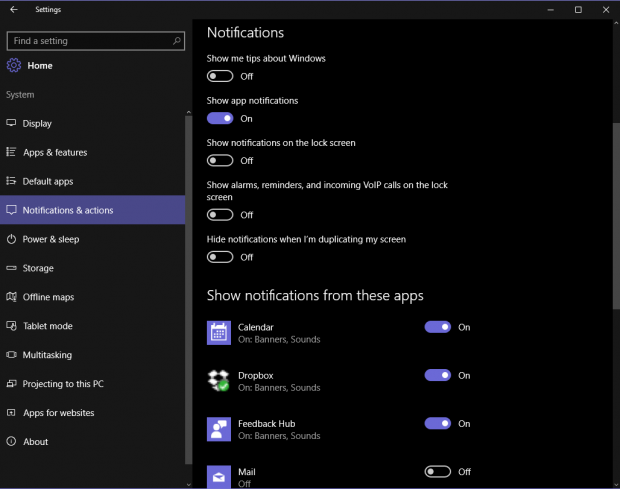 Settings
Find a setting
Home
System
Display
Apps & features
Default apps
Notifications & actions
Power & sleep
Storage
Offline maps
Tablet mode
Multitasking
Projecting to this PC
Apps for websites
About
Notifications
Show me tips about Windows
Off
Show app notifications
On
Show notifications on the lock screen
Off
Show alarms, reminders, and incoming VoIP calls on the lock
screen
Off
Hide notifications when I'm duplicating my screen
Off
Show notifications from these apps
Calendar
On: Banners, Sounds
On
Dropbox
On: Banners, Sounds
On
Feedback Hub
On: Banners, Sounds
On
Mail
Off
Off